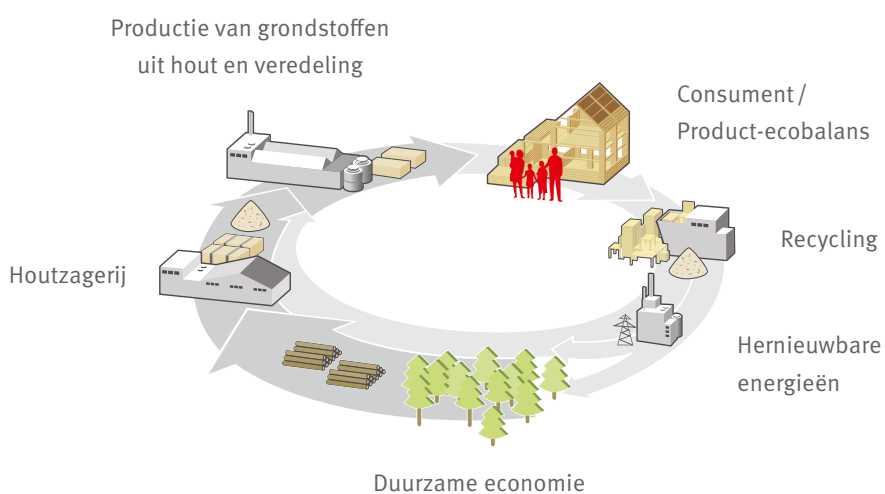 Productie van grondstoffen
uit hout en veredeling
Consument /
Product-ecobalans
Recycling
Houtzagerij
Hernieuwbare
energieën
Duurzame economie